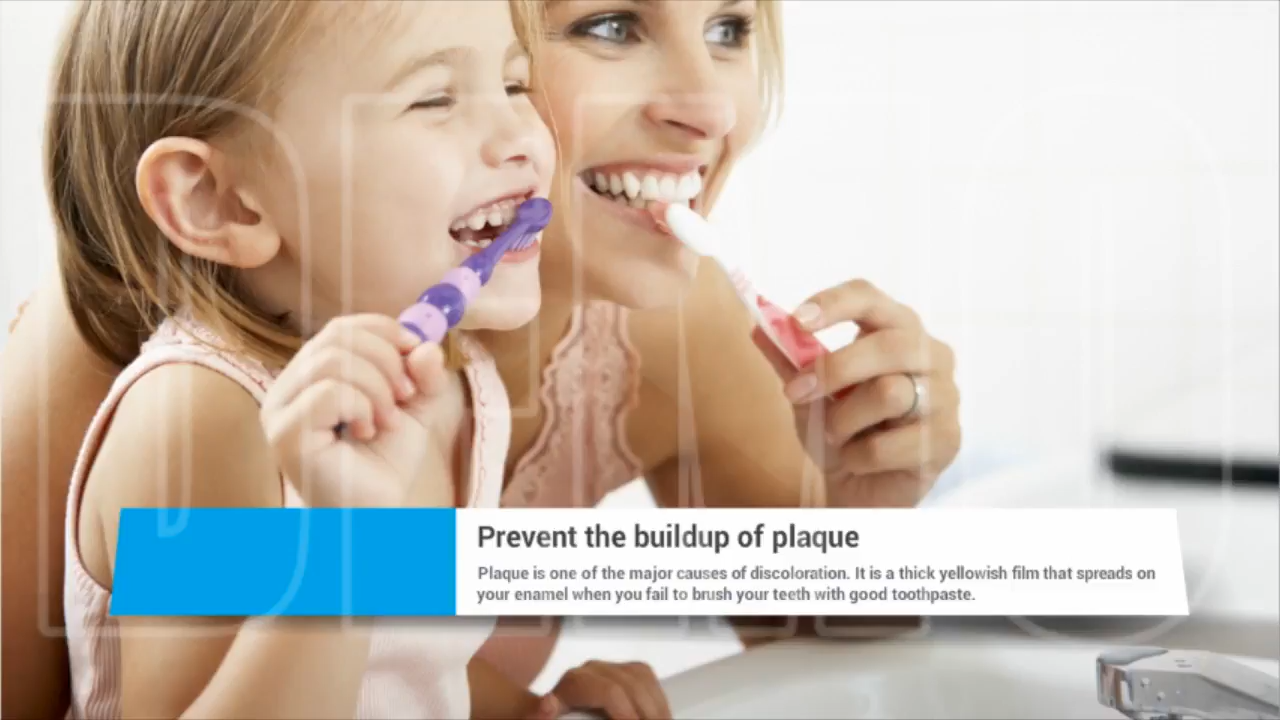 DEMO
Prevent the buildup of plaque
Plaque is one of the major causes of discoloration. It is a thick yellowish film that spreads on
your enamel when you fail to brush your teeth with good toothpaste.